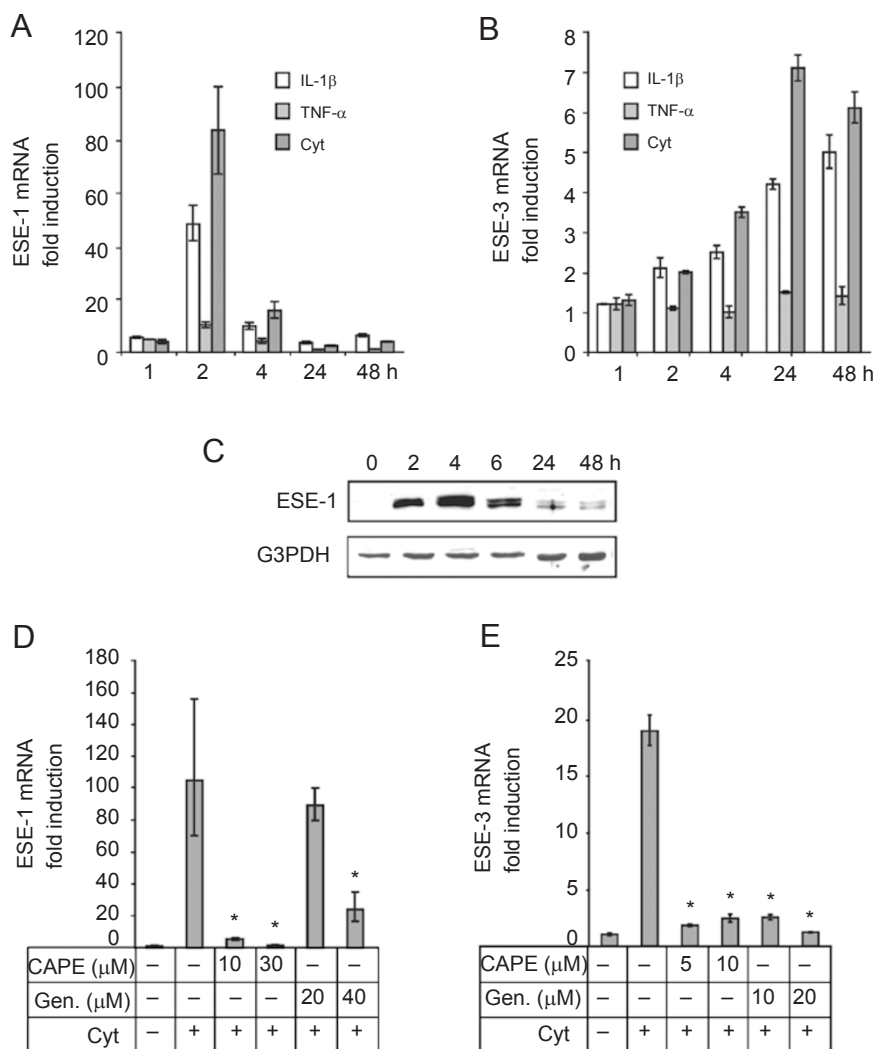 A
ESE-1 mRNA
fold induction
120
100
80
60
40
20
0
IL-1β
TNF-α
Cyt
1 2 4 24 48 h
B
ESE-3 mRNA
fold induction
8
7
6
5
4
3
2
1
0
IL-1β
TNF-α
Cyt
1 2 4 24 48 h
C
0 2 4 6 24 48 h
ESE-1
G3PDH
D
ESE-1 mRNA
fold induction
180
160
140
120
100
80
60
40
20
0
* * *
CAPE (μM) – – 10 30 – –
Gen. (μM) – – – – 20 40
Cyt – + + + + +
E
ESE-3 mRNA
fold induction
25
20
15
10
5
0
* * * *
CAPE (μM) – – 5 10 – –
Gen. (μM) – – – – 10 20
Cyt – + + + + +